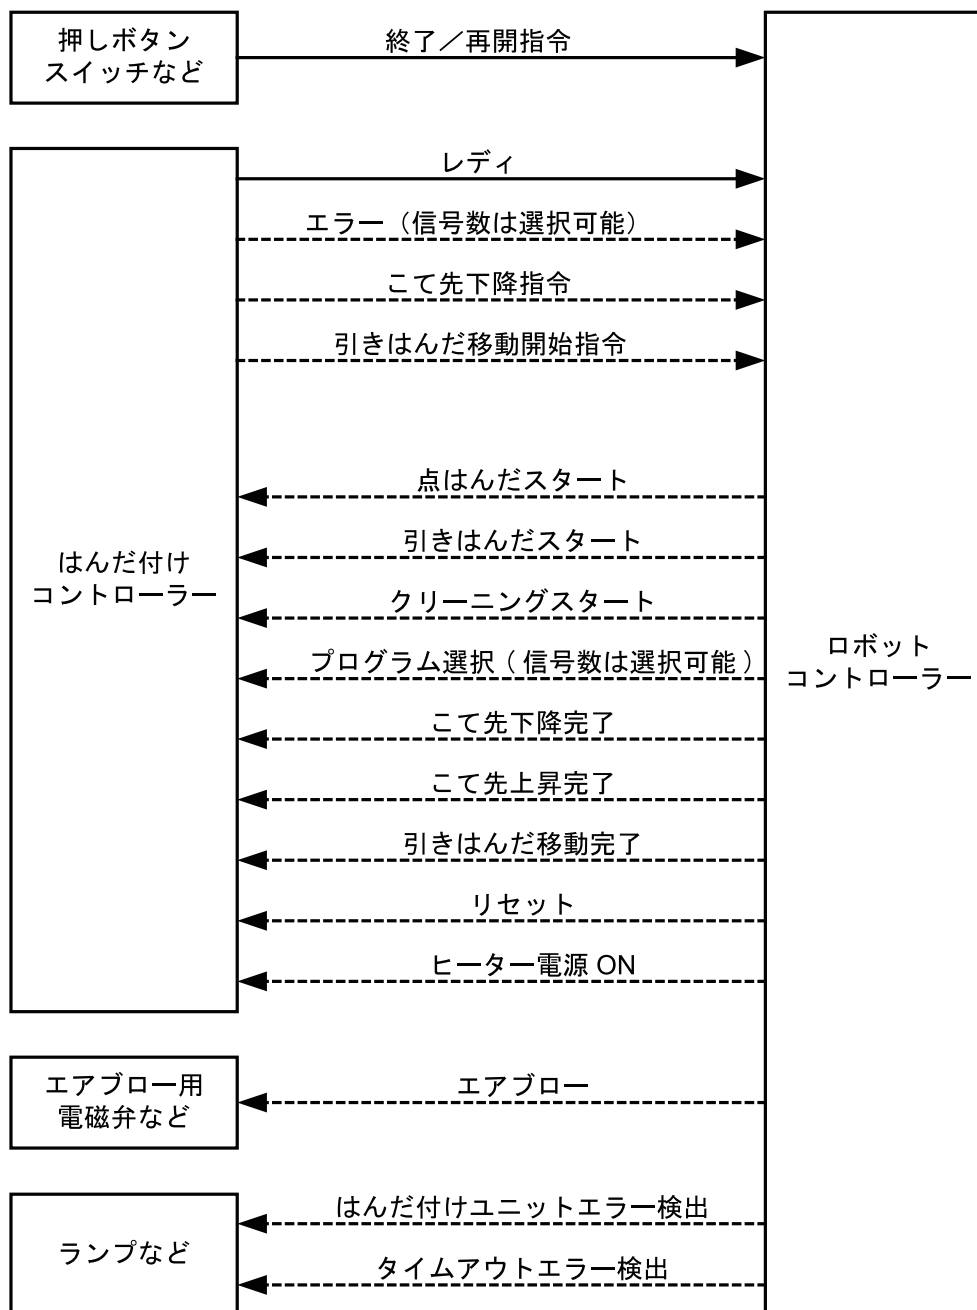 押しボタン
スイッチなど
終了／再開指令
レディ
エラー（信号数は選択可能）
こて先下降指令
引きはんだ移動開始指令
点はんだスタート
引きはんだスタート
はんだ付け
コントローラー
クリーニングスタート
ロボット
コントローラー
プログラム選択 ( 信号数は選択可能 )
こて先下降完了
こて先上昇完了
引きはんだ移動完了
リセット
ヒーター電源 ON
エアブロー用
電磁弁など
エアブロー
はんだ付けユニットエラー検出
ランプなど
タイムアウトエラー検出